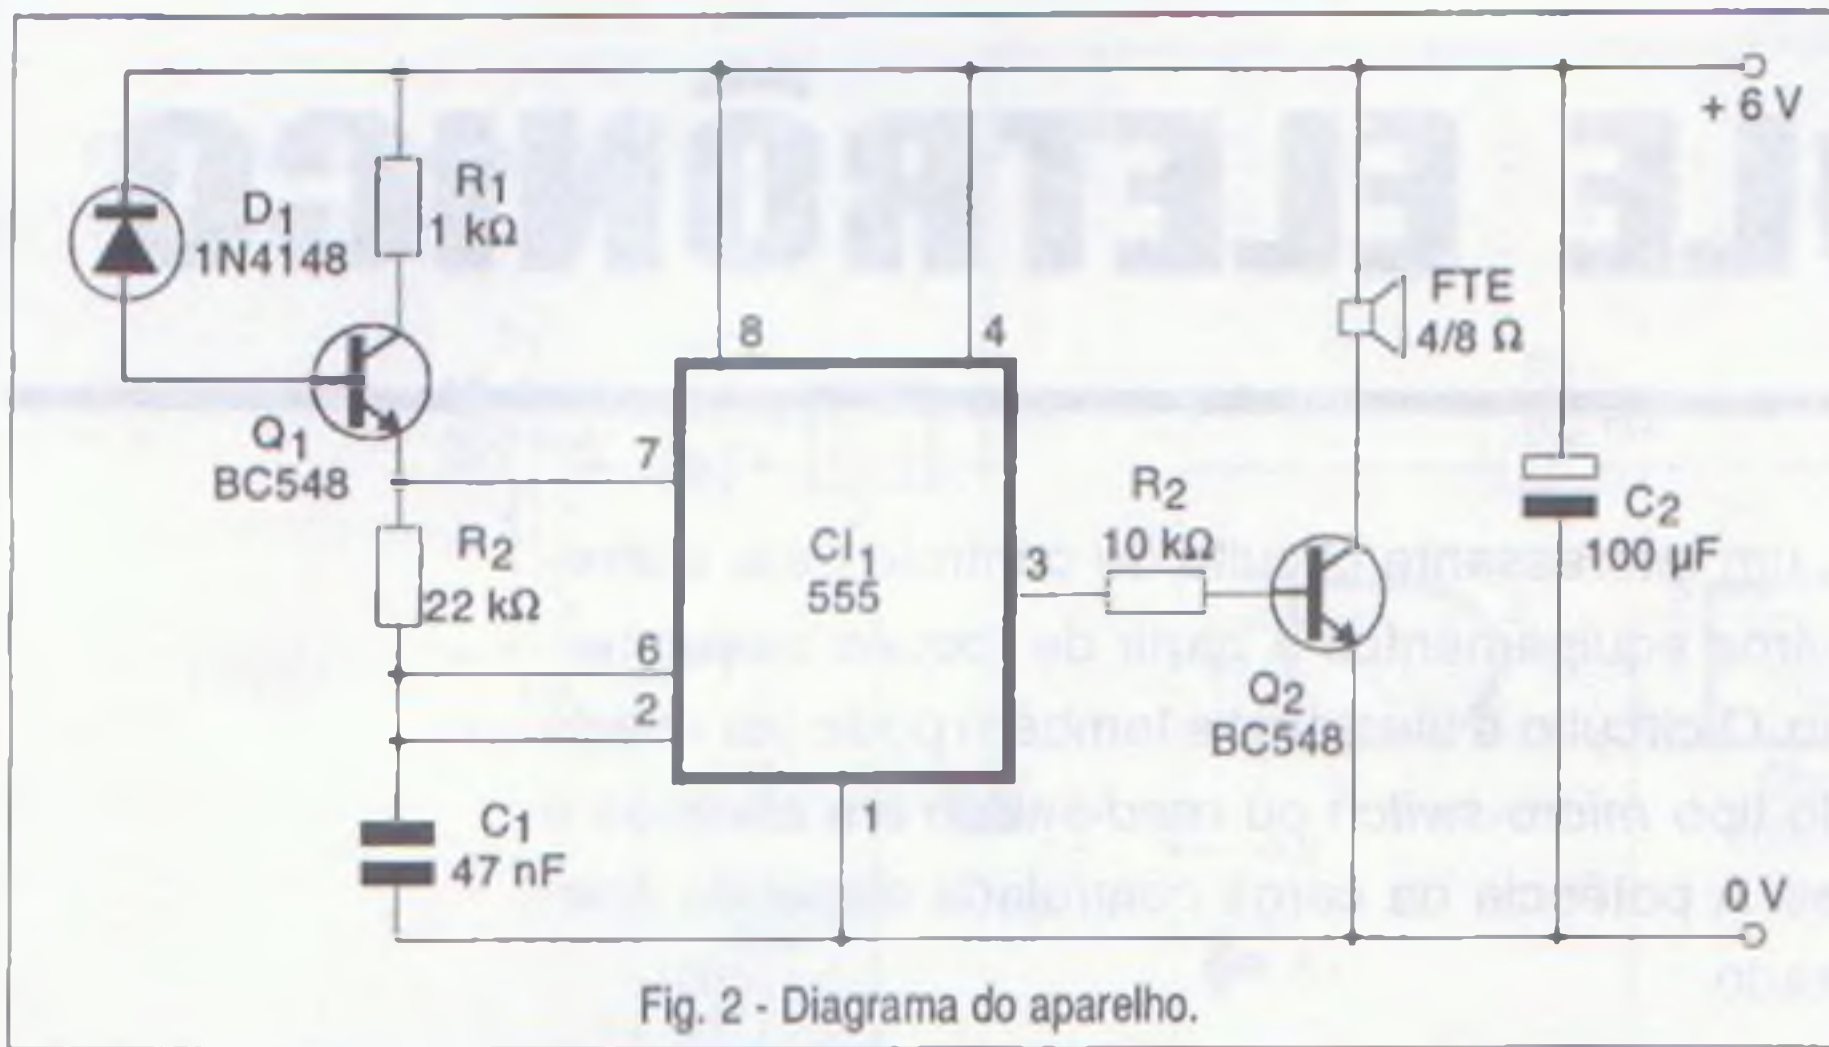 + 6 V
D1
1N4148
R1
1 kΩ
Q1
BC548
8
4
7
R2
22 kΩ
6
2
CI1
555
3
1
C1
47 nF
R2
10 kΩ
Q2
BC548
FTE
4/8 Ω
C2
100 µF
0 V
Fig. 2 - Diagrama do aparelho.